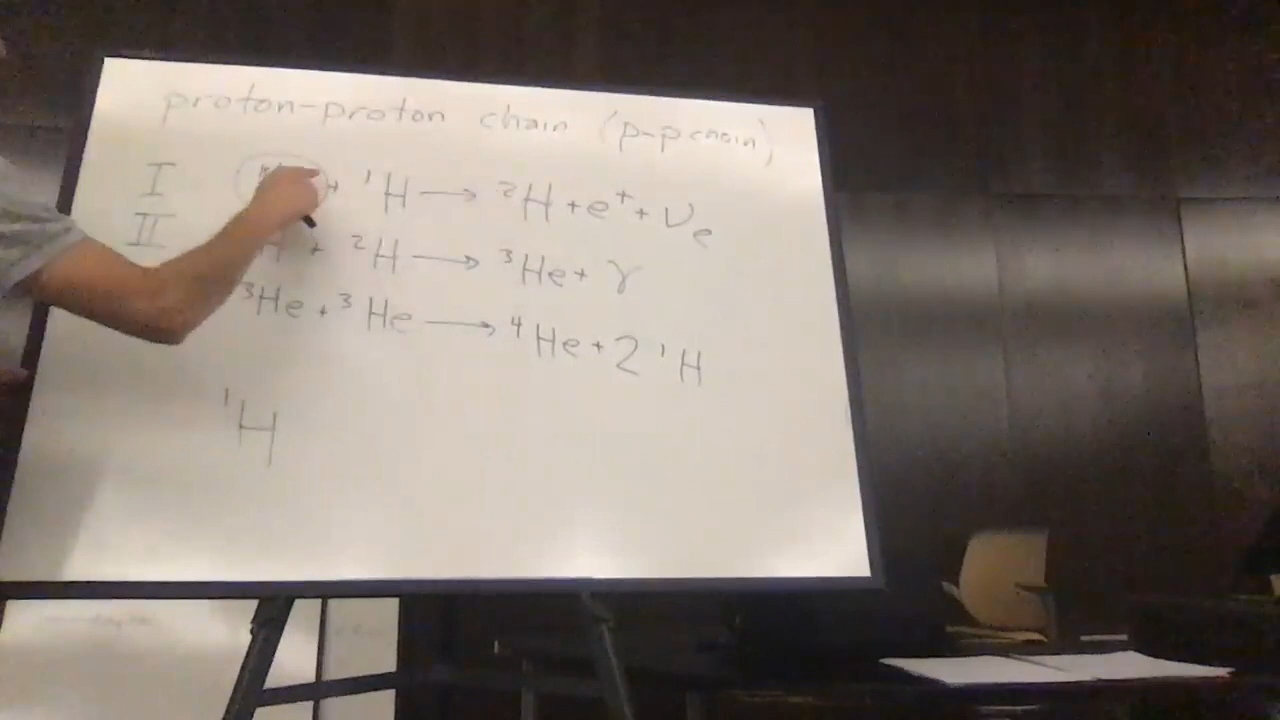 proton-proton chain (p-p chain)
I + ¹H → ²H + e⁺ + νₑ
II H + ²H → ³He + γ
³He + ³He → ⁴He + 2 ¹H
¹H